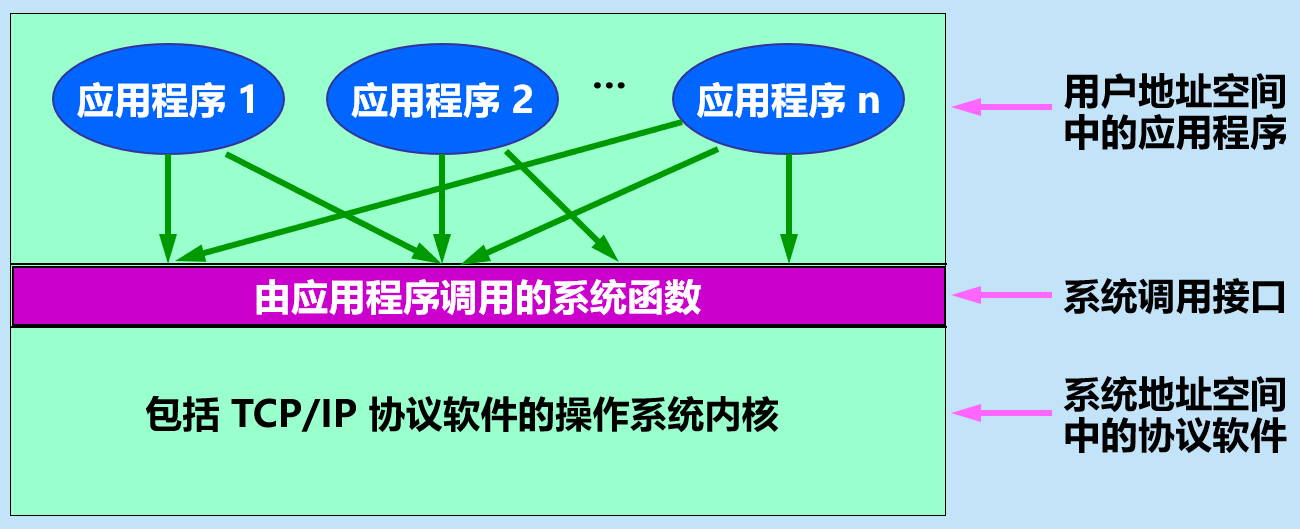 应用程序 1
应用程序 2
...
应用程序 n
用户地址空间
中的应用程序
由应用程序调用的系统函数
系统调用接口
包括 TCP/IP 协议软件的操作系统内核
系统地址空间
中的协议软件